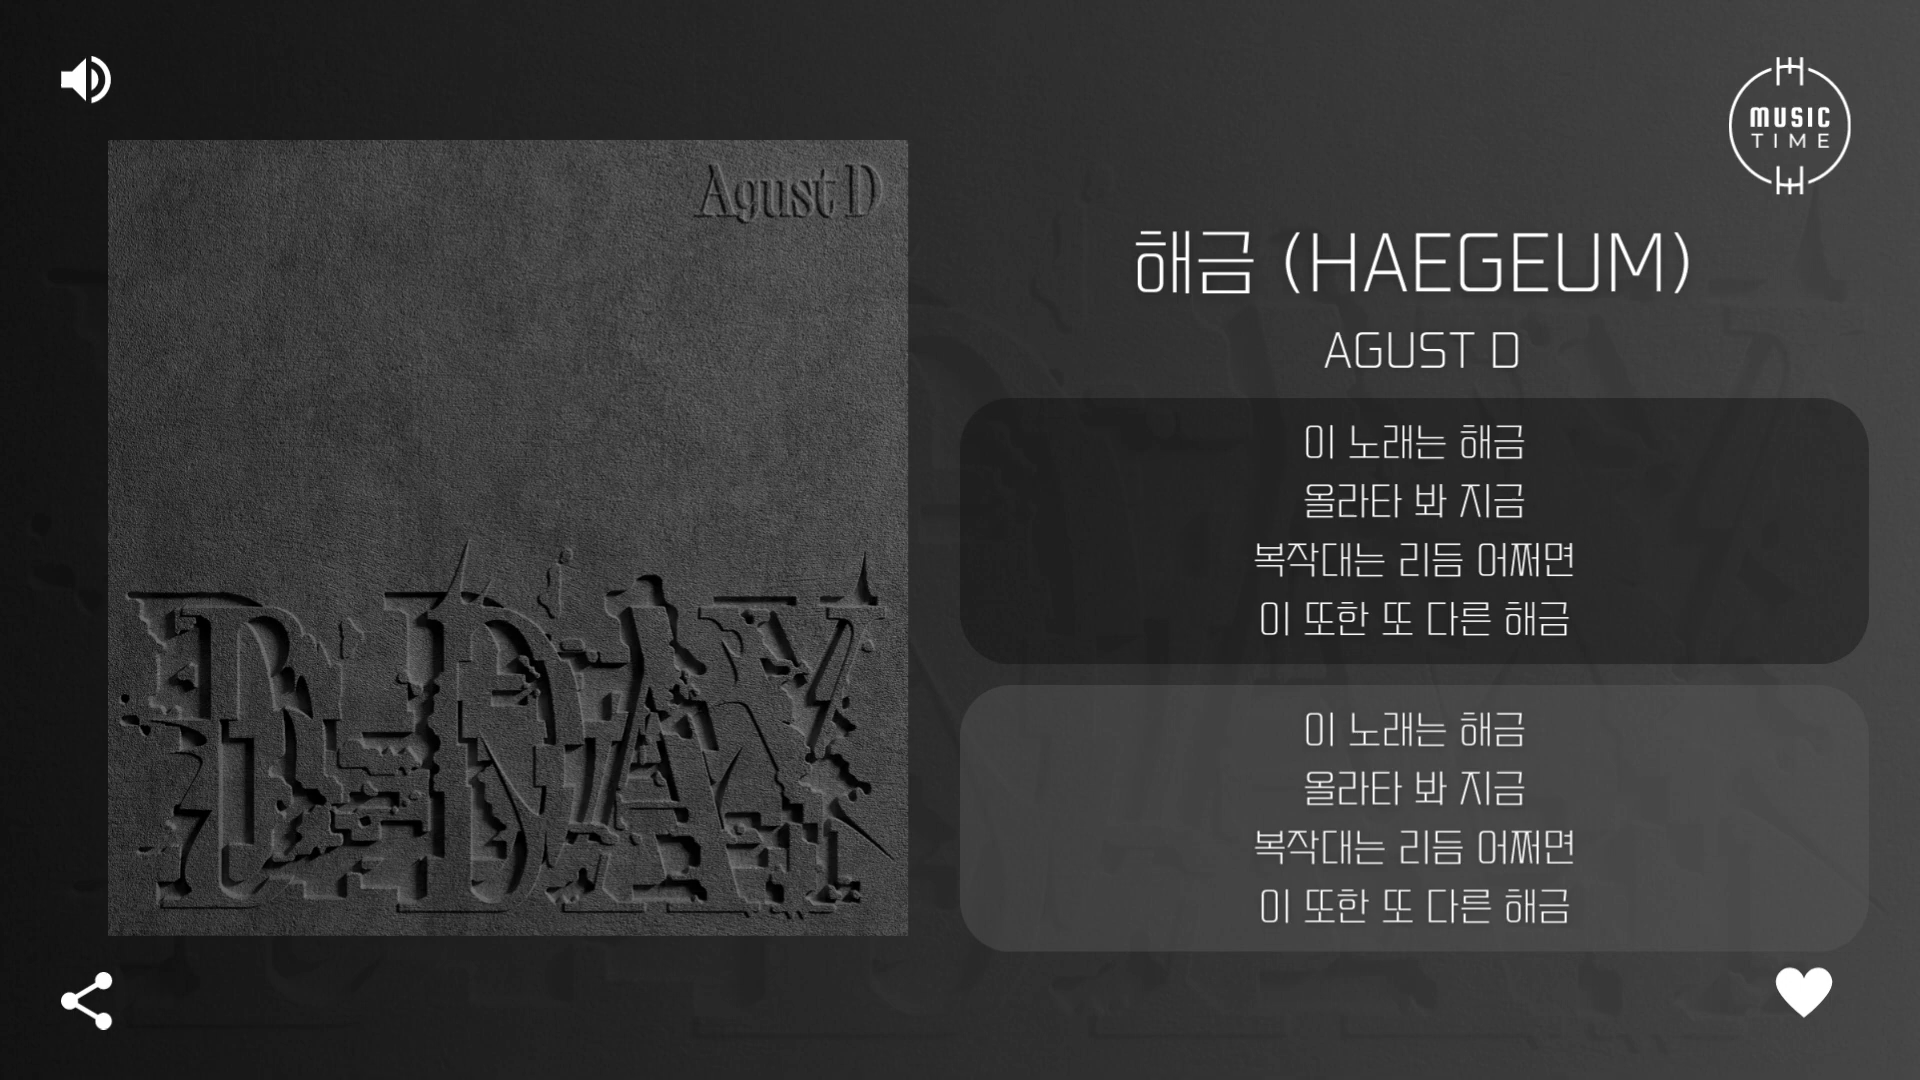 Agust D
D-DAY
MUSIC
TIME
해금 (HAEGEUM)
AGUST D
이 노래는 해금
올라타 봐 지금
복작대는 리듬 어쩌면
이 또한 또 다른 해금
이 노래는 해금
올라타 봐 지금
복작대는 리듬 어쩌면
이 또한 또 다른 해금